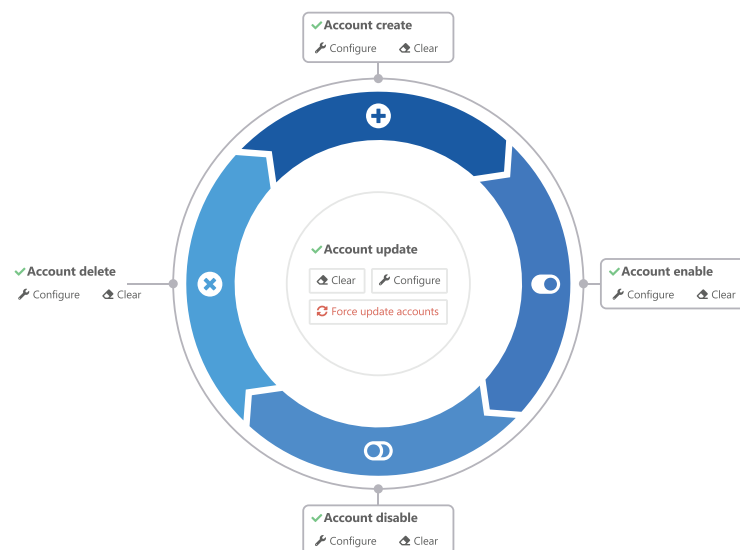 Account create
Configure Clear
Account update
Clear Configure
Force update accounts
Account delete
Configure Clear
Account enable
Configure Clear
Account disable
Configure Clear